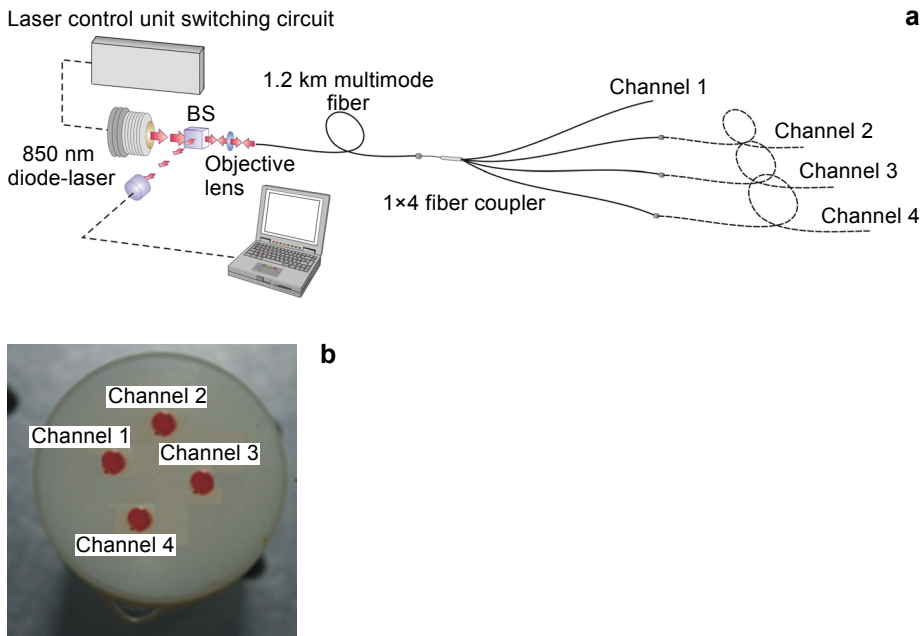 Laser control unit switching circuit
a
1.2 km multimode
fiber
Channel 1
BS
Channel 2
850 nm
diode-laser
Objective
lens
Channel 3
1×4 fiber coupler
Channel 4
b
Channel 2
Channel 1
Channel 3
Channel 4